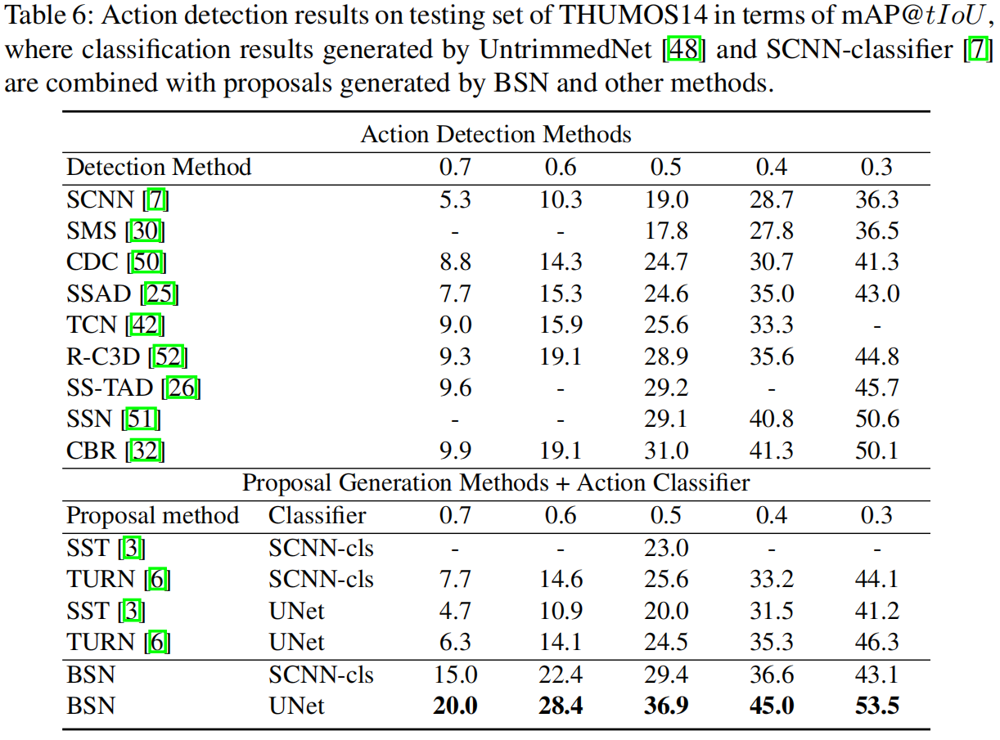 Table 6: Action detection results on testing set of THUMOS14 in terms of mAP@tIoU,
where classification results generated by UntrimmedNet [48] and SCNN-classifier [7]
are combined with proposals generated by BSN and other methods.
Action Detection Methods
Detection Method 0.7 0.6 0.5 0.4 0.3
SCNN [7] 5.3 10.3 19.0 28.7 36.3
SMS [30] - - 17.8 27.8 36.5
CDC [50] 8.8 14.3 24.7 30.7 41.3
SSAD [25] 7.7 15.3 24.6 35.0 43.0
TCN [42] 9.0 15.9 25.6 33.3 -
R-C3D [52] 9.3 19.1 28.9 35.6 44.8
SS-TAD [26] 9.6 - 29.2 - 45.7
SSN [51] - - 29.1 40.8 50.6
CBR [32] 9.9 19.1 31.0 41.3 50.1
Proposal Generation Methods + Action Classifier
Proposal method Classifier 0.7 0.6 0.5 0.4 0.3
SST [3] SCNN-cls - - 23.0 - -
TURN [6] SCNN-cls 7.7 14.6 25.6 33.2 44.1
SST [3] UNet 4.7 10.9 20.0 31.5 41.2
TURN [6] UNet 6.3 14.1 24.5 35.3 46.3
BSN SCNN-cls 15.0 22.4 29.4 36.6 43.1
BSN UNet 20.0 28.4 36.9 45.0 53.5